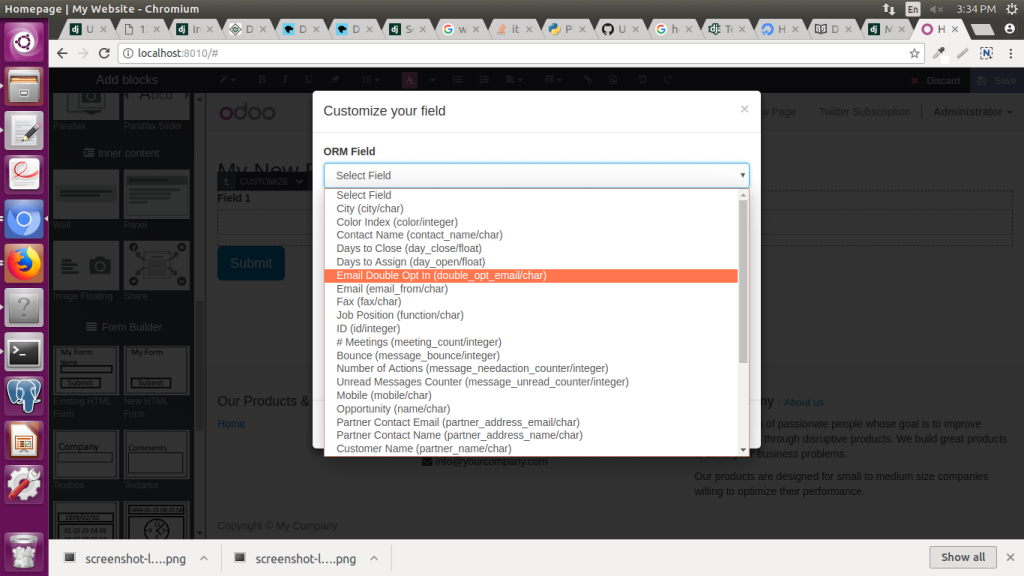 Homepage | My Website - Chromium
En
3:34 PM
localhost:8010/#
Add blocks
B
I
U
18
A
Discard
Save
Parallax
Parallax Slider
Inner content
Well
Panel
Image Floating
Share
Form Builder
My Form
Name
Submit
My Form
Submit
Existing HTML
Form
New HTML
Form
Company
Comments
Textbox
Textarea
odoo
Twitter Subscription
Administrator
CUSTOMIZE
Field 1
Submit
Customize your field
×
ORM Field
Select Field
Select Field
City (city/char)
Color Index (color/integer)
Contact Name (contact_name/char)
Days to Close (day_close/float)
Days to Assign (day_open/float)
Email Double Opt In (double_opt_email/char)
Email (email_from/char)
Fax (fax/char)
Job Position (function/char)
ID (id/integer)
# Meetings (meeting_count/integer)
Bounce (message_bounce/integer)
Number of Actions (message_needaction_counter/integer)
Unread Messages Counter (message_unread_counter/integer)
Mobile (mobile/char)
Opportunity (name/char)
Partner Contact Email (partner_address_email/char)
Partner Contact Name (partner_address_name/char)
Customer Name (partner_name/char)
Our Products &
Home
info@yourcompany.com
- About us
of passionate people whose goal is to improve
through disruptive products. We build great products
business problems.
Our products are designed for small to medium size companies
willing to optimize their performance.
Copyright © My Company
screenshot-l....png
screenshot-l....png
Show all